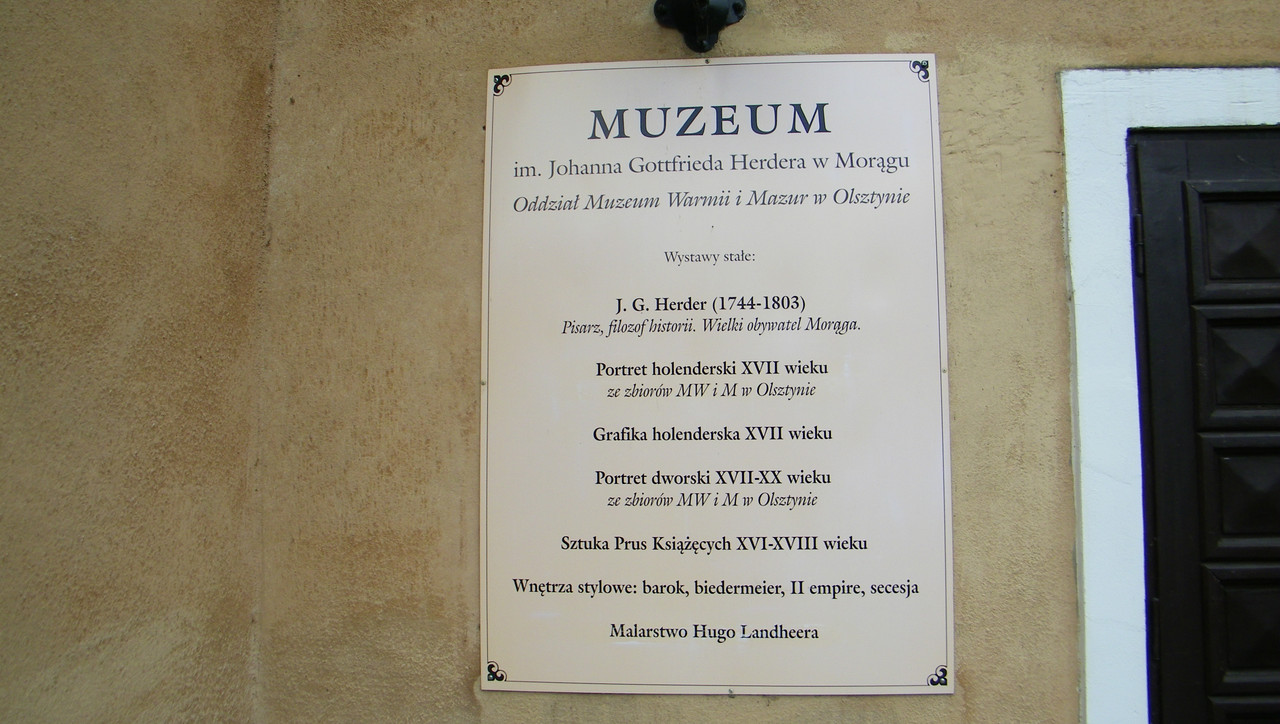 MUZEUM
im. Johanna Gottfrieda Herdera w Morągu
Oddział Muzeum Warmii i Mazur w Olsztynie
Wystawy stałe:
J. G. Herder (1744-1803)
Pisarz, filozof historii. Wielki obywatel Morąga.
Portret holenderski XVII wieku
ze zbiorów MW i M w Olsztynie
Grafika holenderska XVII wieku
Portret dworski XVII-XX wieku
ze zbiorów MW i M w Olsztynie
Sztuka Prus Książęcych XVI-XVIII wieku
Wnętrza stylowe: barok, biedermeier, II empire, secesja
Malarstwo Hugo Landheera